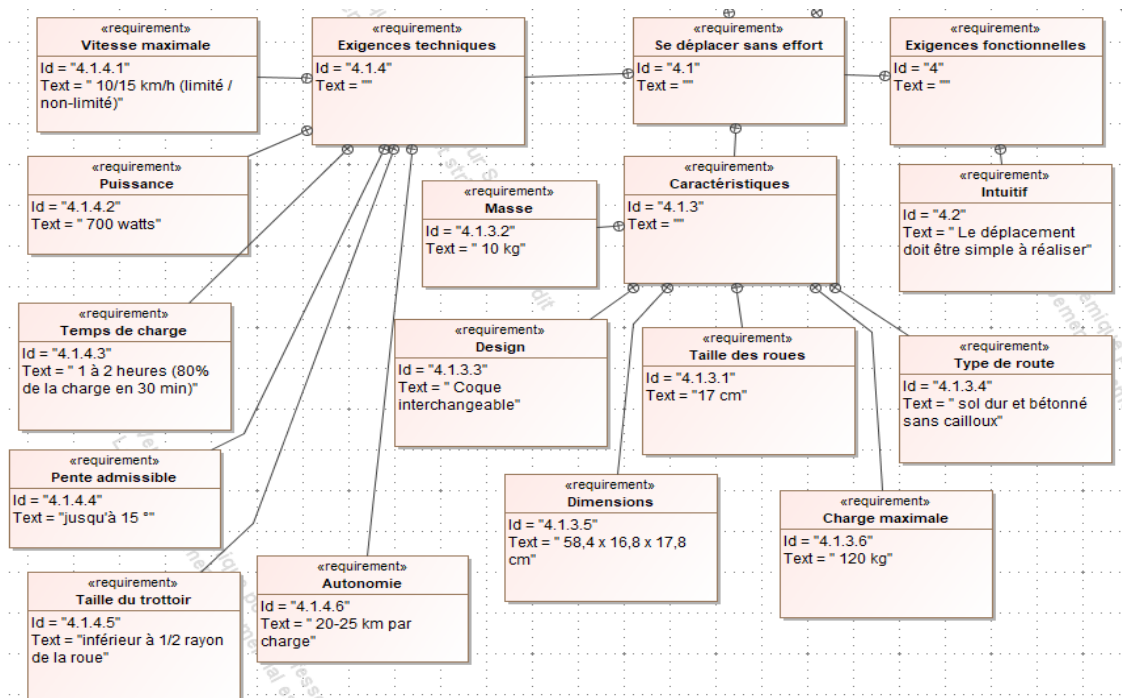 «requirement»
Vitesse maximale
Id = "4.1.4.1"
Text = " 10/15 km/h (limité /
non-limité)"
«requirement»
Exigences techniques
Id = "4.1.4"
Text = ""
«requirement»
Se déplacer sans effort
Id = "4.1"
Text = ""
«requirement»
Exigences fonctionnelles
Id = "4"
Text = ""
«requirement»
Puissance
Id = "4.1.4.2"
Text = " 700 watts"
«requirement»
Masse
Id = "4.1.3.2"
Text = " 10 kg"
«requirement»
Caractéristiques
Id = "4.1.3"
Text = ""
«requirement»
Intuitif
Id = "4.2"
Text = " Le déplacement
doit être simple à réaliser"
«requirement»
Temps de charge
Id = "4.1.4.3"
Text = " 1 à 2 heures (80%
de la charge en 30 min)"
«requirement»
Design
Id = "4.1.3.3"
Text = " Coque
interchangeable"
«requirement»
Taille des roues
Id = "4.1.3.1"
Text = "17 cm"
«requirement»
Type de route
Id = "4.1.3.4"
Text = " sol dur et bétonné
sans cailloux"
«requirement»
Pente admissible
Id = "4.1.4.4"
Text = "jusqu'à 15 °"
«requirement»
Dimensions
Id = "4.1.3.5"
Text = " 58,4 x 16,8 x 17,8
cm"
«requirement»
Charge maximale
Id = "4.1.3.6"
Text = " 120 kg"
«requirement»
Taille du trottoir
Id = "4.1.4.5"
Text = "inférieur à 1/2 rayon
de la roue"
«requirement»
Autonomie
Id = "4.1.4.6"
Text = " 20-25 km par
charge"